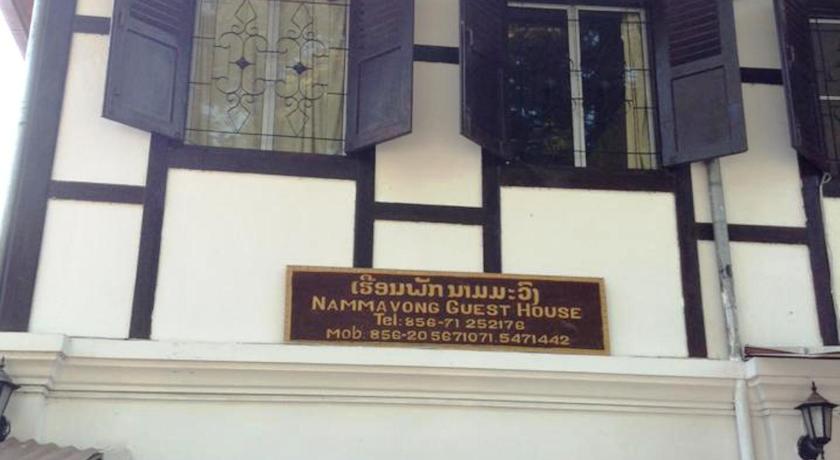 ເຮືອນພັກ ນາມມະວົງ
NAMMAVONG GUEST HOUSE
Tel: 856-71 252176
Mob: 856-20 5671071. 5471442